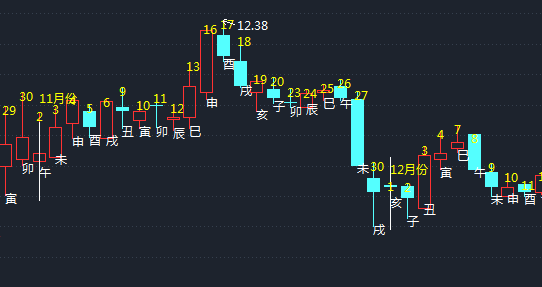 29
寅
30
卯
2
午
11月份
3
未
4
申
5
酉
6
戌
9
丑
10
寅
11
卯
12
辰
13
巳
16
申
17
12.38
酉
18
戌
19
亥
20
子
23
卯
24
辰
25
巳
26
午
27
未
30
戌
12月份
1
亥
2
子
3
丑
4
寅
7
巳
8
午
9
未
10
申
11
酉